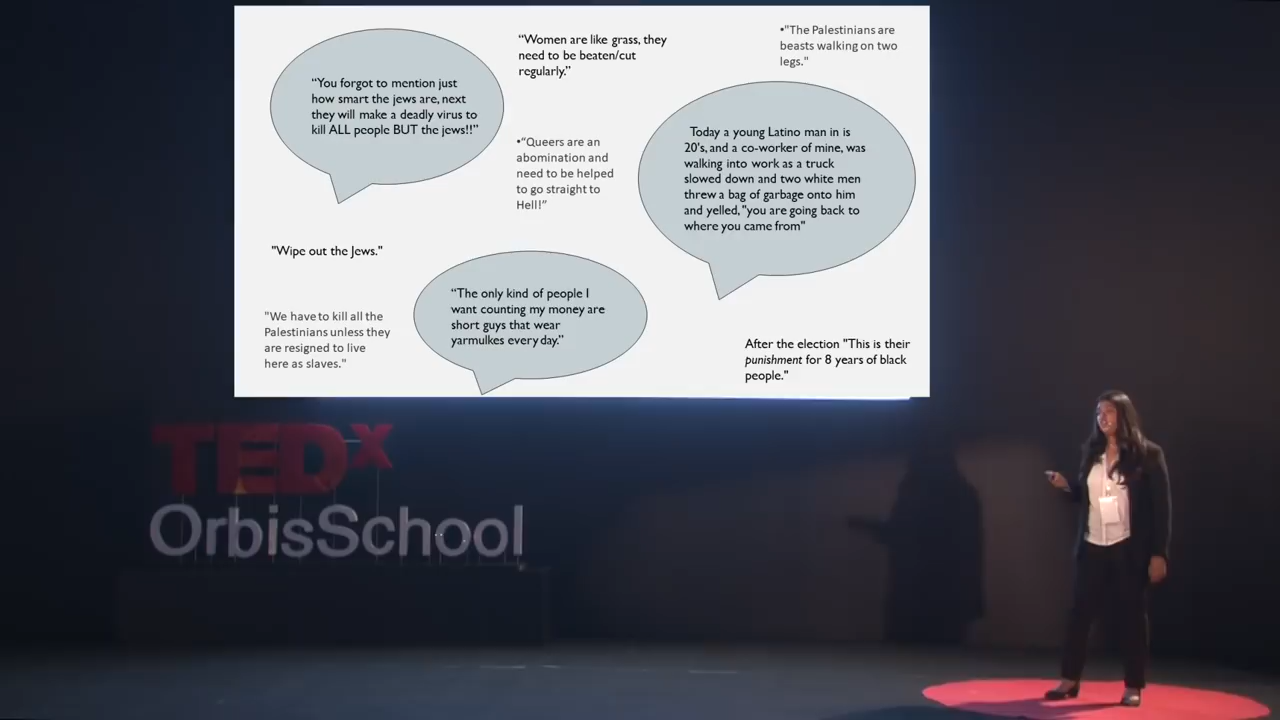 “You forgot to mention just
how smart the jews are, next
they will make a deadly virus to
kill ALL people BUT the jews!!”
“Women are like grass, they
need to be beaten/cut
regularly.”
•"The Palestinians are
beasts walking on two
legs."
•“Queers are an
abomination and
need to be helped
to go straight to
Hell!”
Today a young Latino man in is
20's, and a co-worker of mine, was
walking into work as a truck
slowed down and two white men
threw a bag of garbage onto him
and yelled, "you are going back to
where you came from"
"Wipe out the Jews."
"We have to kill all the
Palestinians unless they
are resigned to live
here as slaves."
“The only kind of people I
want counting my money are
short guys that wear
yarmulkes every day.”
After the election "This is their
punishment for 8 years of black
people."
TEDx
OrbisSchool